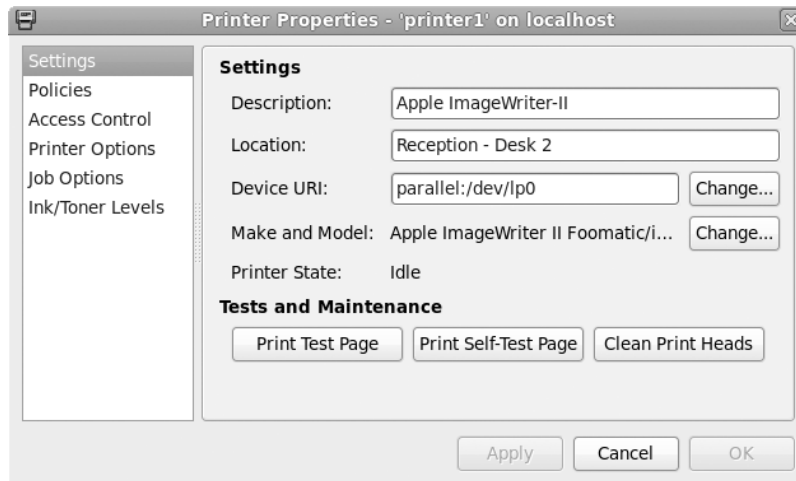 Printer Properties - 'printer1' on localhost
Settings
Policies
Access Control
Printer Options
Job Options
Ink/Toner Levels
Settings
Description: Apple ImageWriter-II
Location: Reception - Desk 2
Device URI: parallel:/dev/lp0 Change...
Make and Model: Apple ImageWriter II Foomatic/i... Change...
Printer State: Idle
Tests and Maintenance
Print Test Page Print Self-Test Page Clean Print Heads
Apply Cancel OK